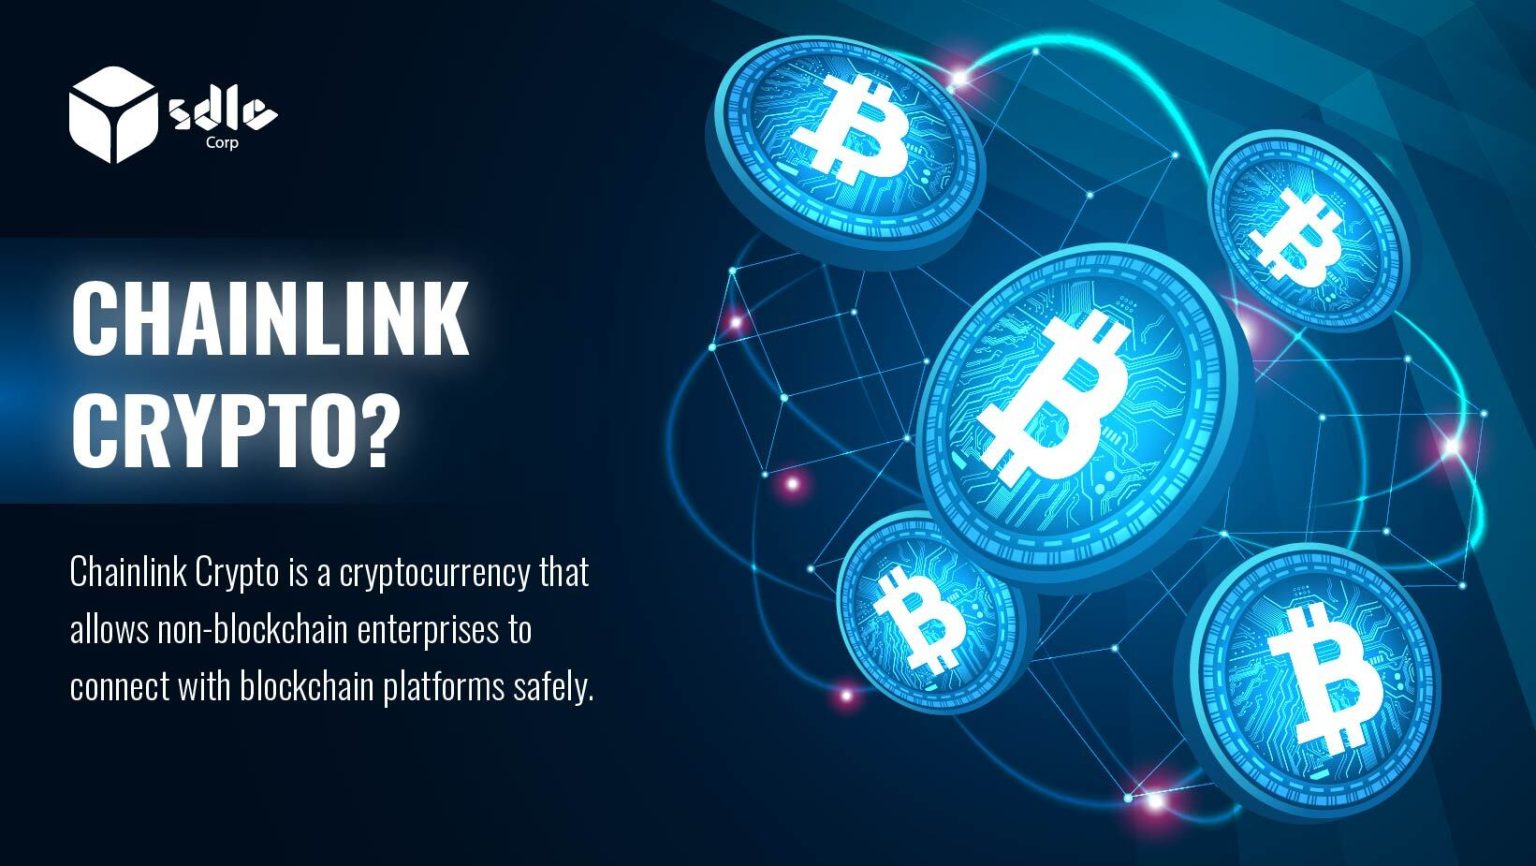 sdlc
Corp
CHAINLINK
CRYPTO?
Chainlink Crypto is a cryptocurrency that
allows non-blockchain enterprises to
connect with blockchain platforms safely.